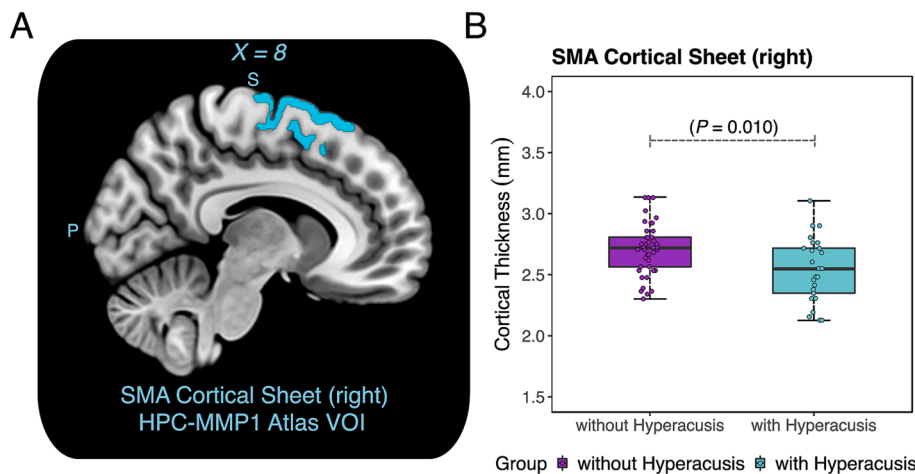 A
X = 8
S
P
SMA Cortical Sheet (right)
HPC-MMP1 Atlas VOI
B
SMA Cortical Sheet (right)
Cortical Thickness (mm)
4.0
3.5
3.0
2.5
2.0
1.5
(P = 0.010)
without Hyperacusis
with Hyperacusis
Group without Hyperacusis with Hyperacusis